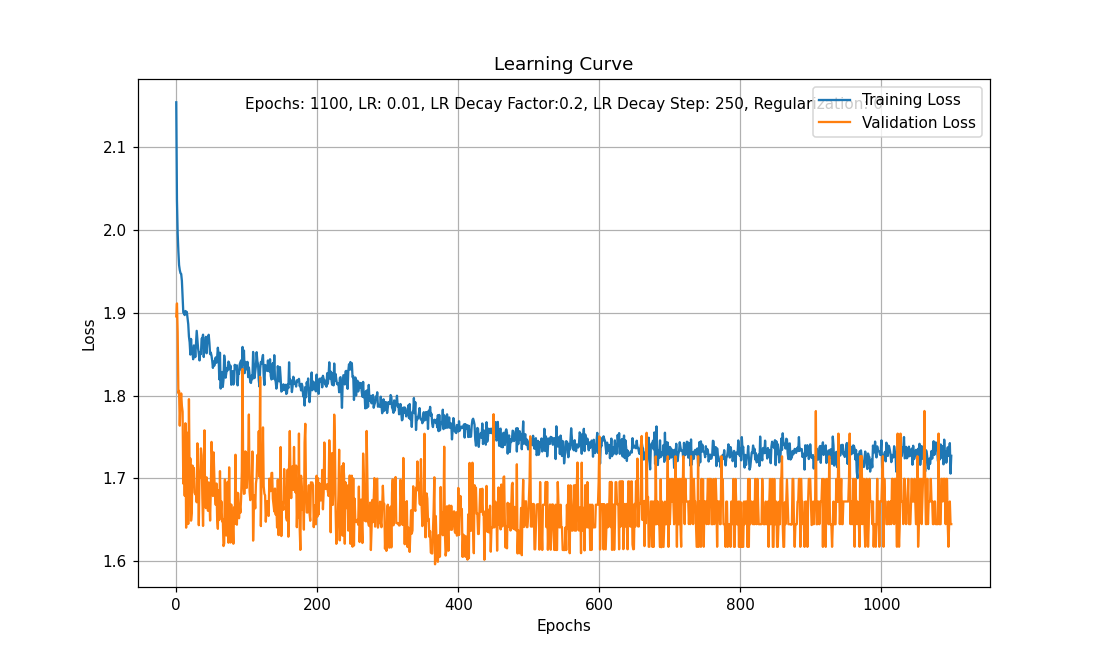 Learning Curve
Epochs: 1100, LR: 0.01, LR Decay Factor:0.2, LR Decay Step: 250, Regularization: 0
Training Loss
Validation Loss
2.1
2.0
1.9
1.8
1.7
1.6
Loss
0 200 400 600 800 1000
Epochs